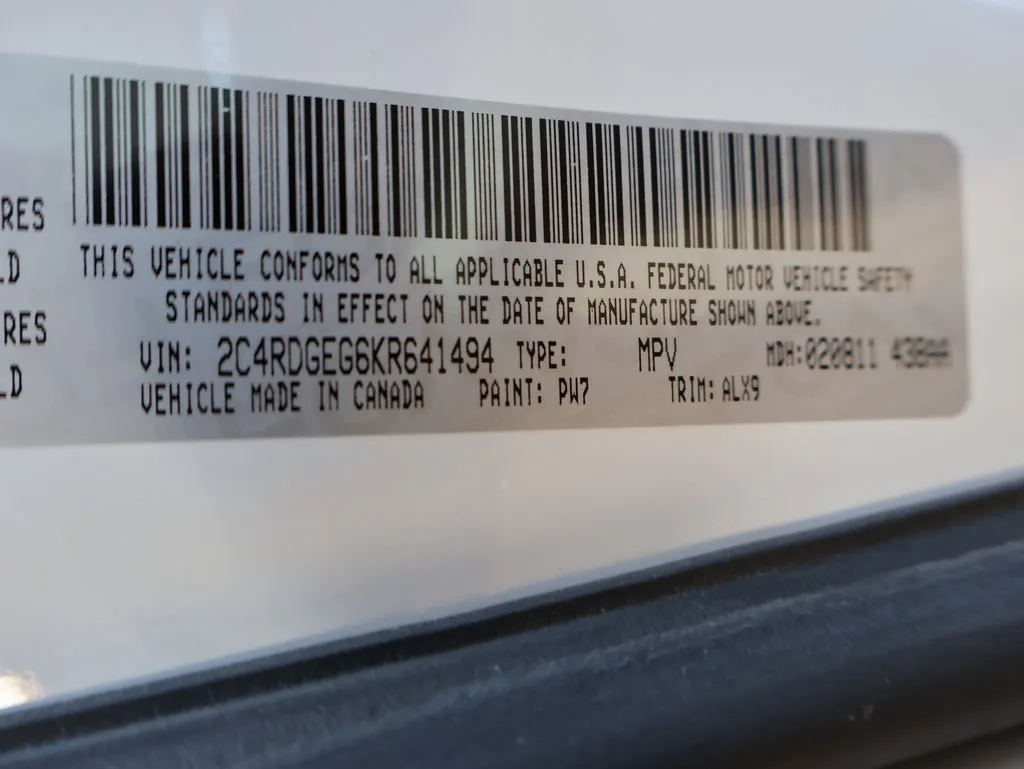 RES
LD
RES
LD
THIS VEHICLE CONFORMS TO ALL APPLICABLE U.S.A. FEDERAL MOTOR VEHICLE SAFETY
STANDARDS IN EFFECT ON THE DATE OF MANUFACTURE SHOWN ABOVE.
VIN: 2C4RDGEG6KR641494 TYPE: MPV MDH:020811 438AA
VEHICLE MADE IN CANADA PAINT: PW7 TRIM: ALX9